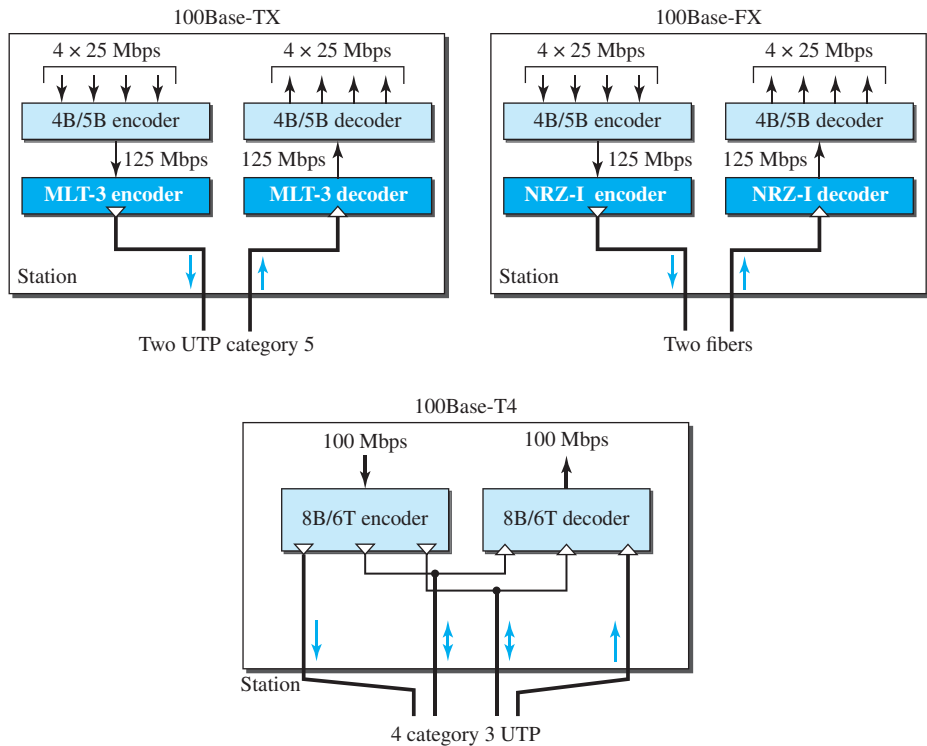 100Base-TX
4 × 25 Mbps
4 × 25 Mbps
4B/5B encoder
4B/5B decoder
125 Mbps
125 Mbps
MLT-3 encoder
MLT-3 decoder
Station
Two UTP category 5
100Base-FX
4 × 25 Mbps
4 × 25 Mbps
4B/5B encoder
4B/5B decoder
125 Mbps
125 Mbps
NRZ-I encoder
NRZ-I decoder
Station
Two fibers
100Base-T4
100 Mbps
100 Mbps
8B/6T encoder
8B/6T decoder
Station
4 category 3 UTP